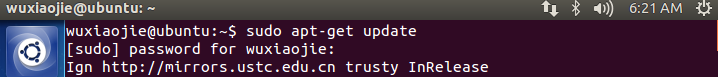 wuxiaojie@ubuntu: ~ 6:21 AM
wuxiaojie@ubuntu:~$ sudo apt-get update
[sudo] password for wuxiaojie:
Ign http://mirrors.ustc.edu.cn trusty InRelease